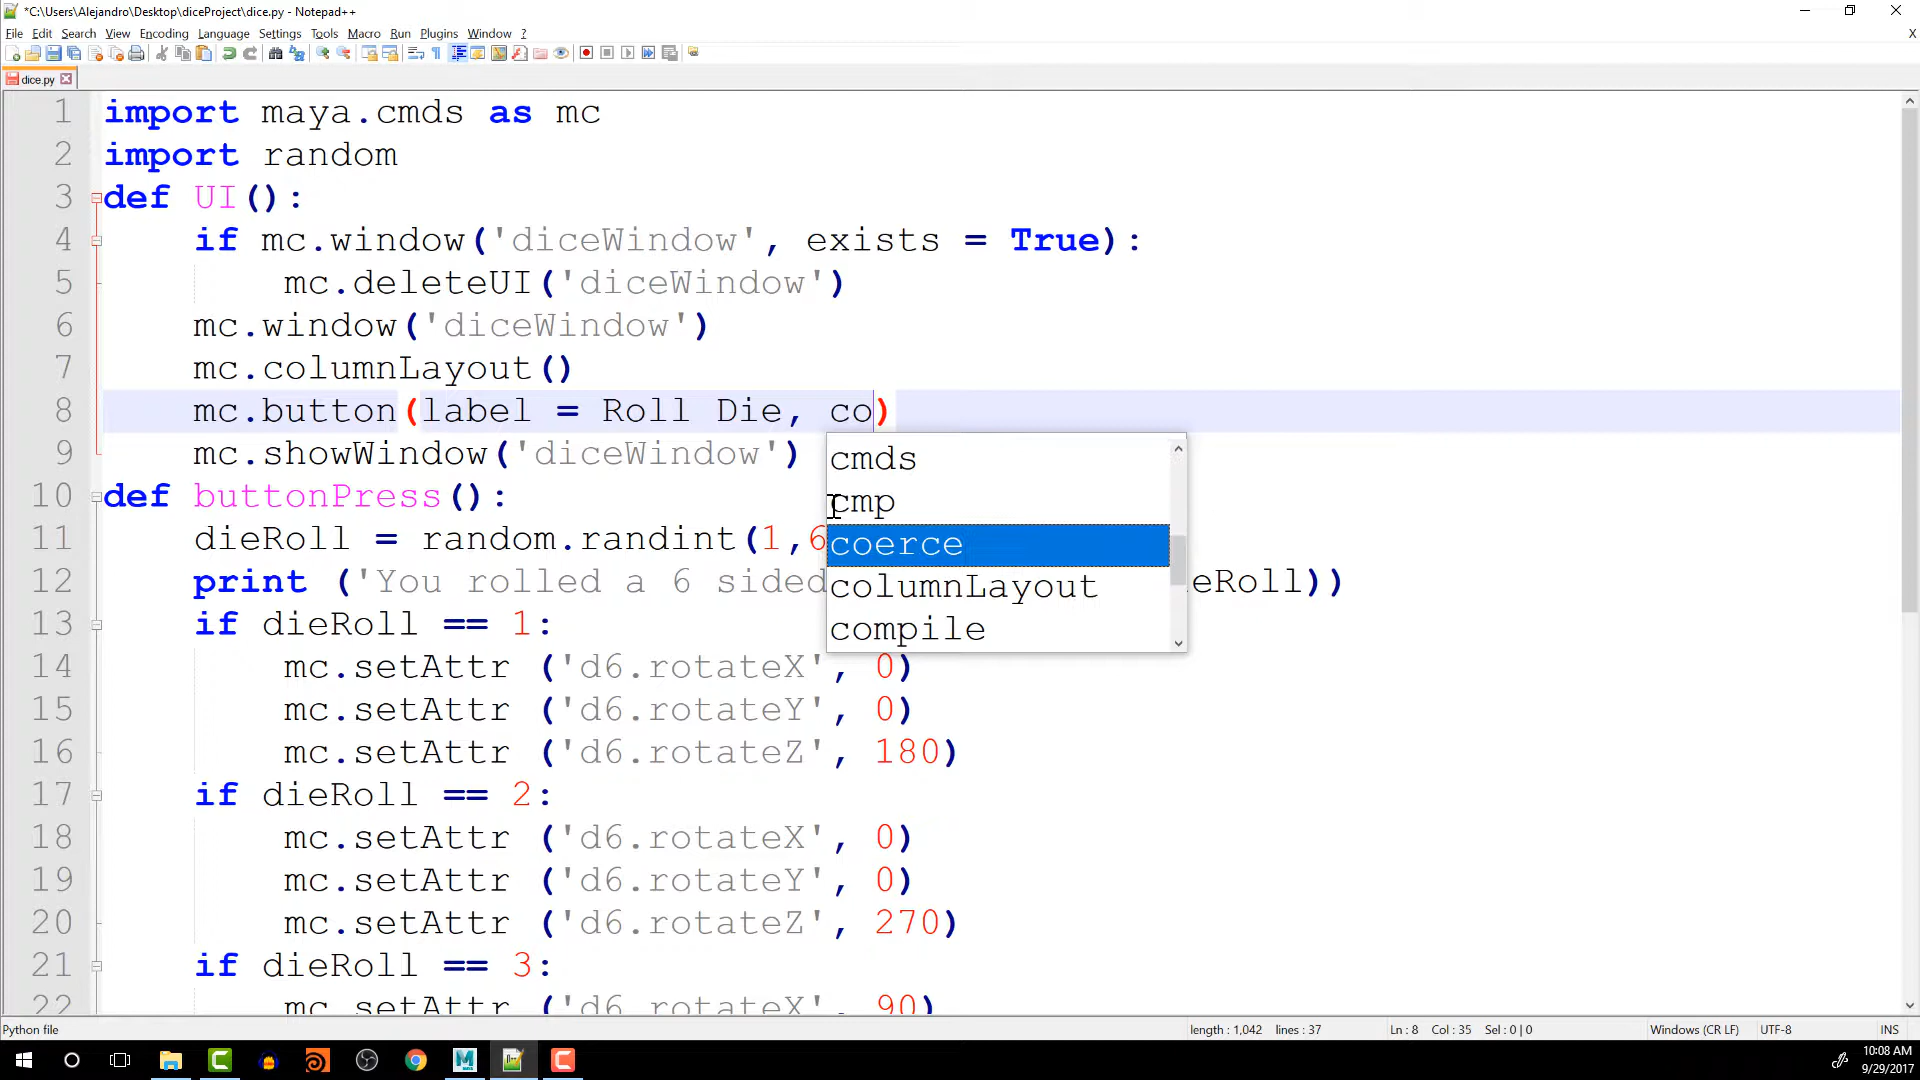 *C:\Users\Alejandro\Desktop\diceProject\dice.py - Notepad++
File Edit Search View Encoding Language Settings Tools Macro Run Plugins Window ? X
dice.py
1 import maya.cmds as mc
2 import random
3 def UI():
4 if mc.window('diceWindow', exists = True):
5 mc.deleteUI('diceWindow')
6 mc.window('diceWindow')
7 mc.columnLayout()
8 mc.button(label = Roll Die, co)
9 mc.showWindow('diceWindow')
cmds
cmp
coerce
columnLayout
compile
10 def buttonPress():
11 dieRoll = random.randint(1,6
12 print ('You rolled a 6 sided eRoll))
13 if dieRoll == 1:
14 mc.setAttr ('d6.rotateX', 0)
15 mc.setAttr ('d6.rotateY', 0)
16 mc.setAttr ('d6.rotateZ', 180)
17 if dieRoll == 2:
18 mc.setAttr ('d6.rotateX', 0)
19 mc.setAttr ('d6.rotateY', 0)
20 mc.setAttr ('d6.rotateZ', 270)
21 if dieRoll == 3:
22 mc.setAttr ('d6.rotateX', 90)
Python file length : 1,042 lines : 37 Ln : 8 Col : 35 Sel : 0 | 0 Windows (CR LF) UTF-8 INS
10:08 AM
9/29/2017